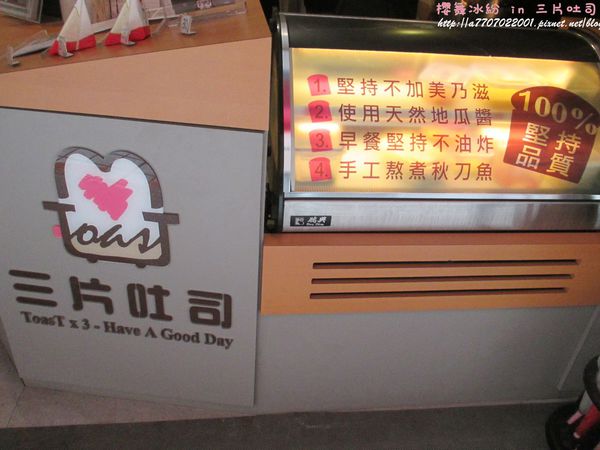 櫻舞冰紛 in 三片吐司
http://a7707022001.pixnet.net/blog
1. 堅持不加美乃滋
2. 使用天然地瓜醬
3. 早餐堅持不油炸
4. 手工熬煮秋刀魚
100%
堅持
品質
Toast
三片吐司
ToasT x 3 - Have A Good Day